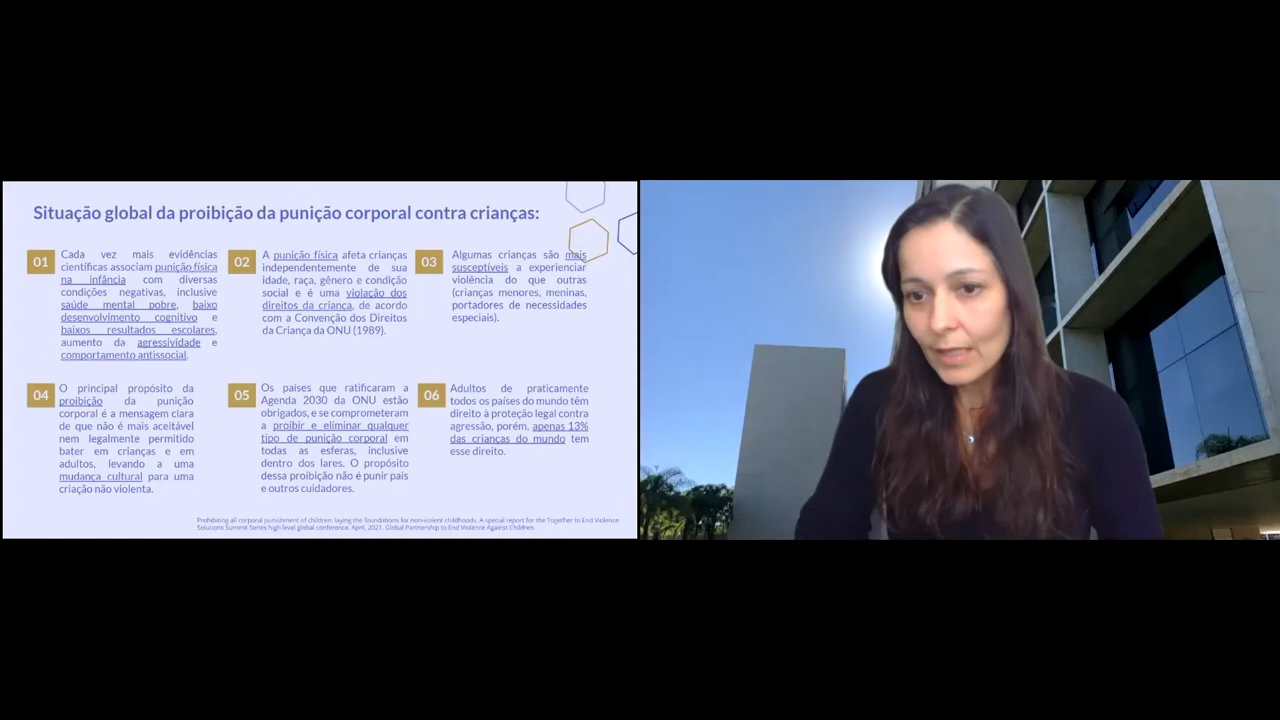 Situação global da proibição da punição corporal contra crianças:
01
Cada vez mais evidências
científicas associam punição física
na infância com diversas
condições negativas, inclusive
saúde mental pobre, baixo
desenvolvimento cognitivo e
baixos resultados escolares,
aumento da agressividade e
comportamento antissocial.
02
A punição física afeta crianças
independentemente de sua
idade, raça, gênero e condição
social e é uma violação dos
direitos da criança, de acordo
com a Convenção dos Direitos
da Criança da ONU (1989).
03
Algumas crianças são mais
susceptíveis a experienciar
violência do que outras
(crianças menores, meninas,
portadores de necessidades
especiais).
04
O principal propósito da
proibição da punição
corporal é a mensagem clara
de que não é mais aceitável
nem legalmente permitido
bater em crianças e em
adultos, levando a uma
mudança cultural para uma
criação não violenta.
05
Os países que ratificaram a
Agenda 2030 da ONU estão
obrigados, e se comprometeram
a proibir e eliminar qualquer
tipo de punição corporal em
todas as esferas, inclusive
dentro dos lares. O propósito
dessa proibição não é punir pais
e outros cuidadores.
06
Adultos de praticamente
todos os países do mundo têm
direito à proteção legal contra
agressão, porém, apenas 13%
das crianças do mundo tem
esse direito.
Prohibiting all corporal punishment of children: laying the foundations for non-violent childhoods. A special report for the Together to End Violence
Solutions Summit Series high level global conference. April, 2021. Global Partnership to End Violence Against Children.